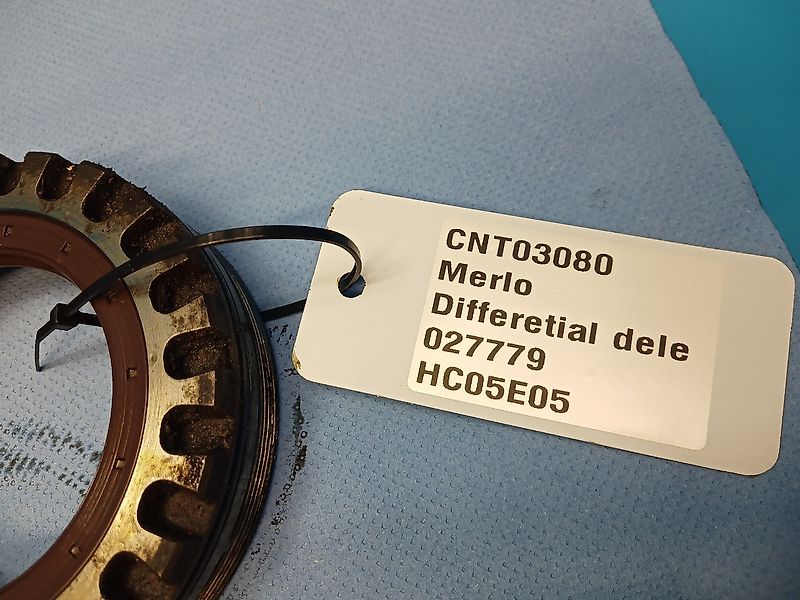 CNT03080
Merlo
Differetial dele
027779
HC05E05